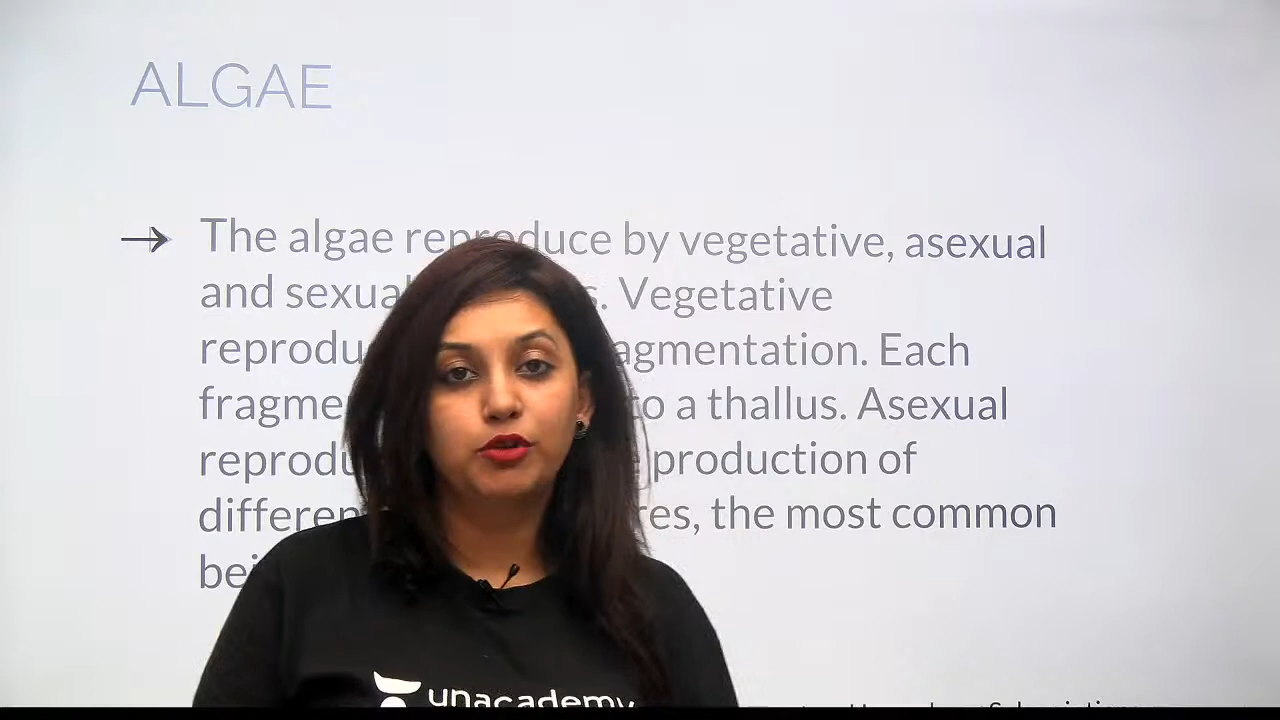 ALGAE
→ The algae reproduce by vegetative, asexual
and sexual s. Vegetative
reprodu agmentation. Each
fragme to a thallus. Asexual
reprodu production of
differen res, the most common
bei
unacademy